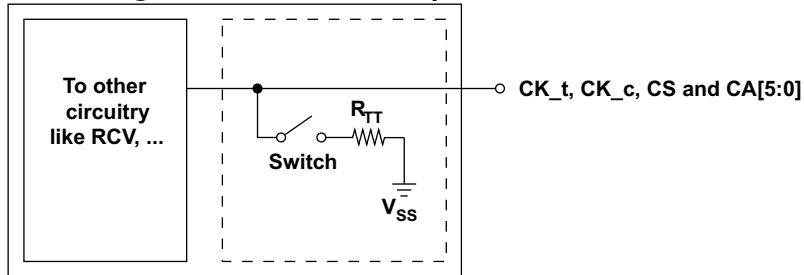 To other
circuitry
like RCV, ...
RTT
Switch
VSS
CK_t, CK_c, CS and CA[5:0]